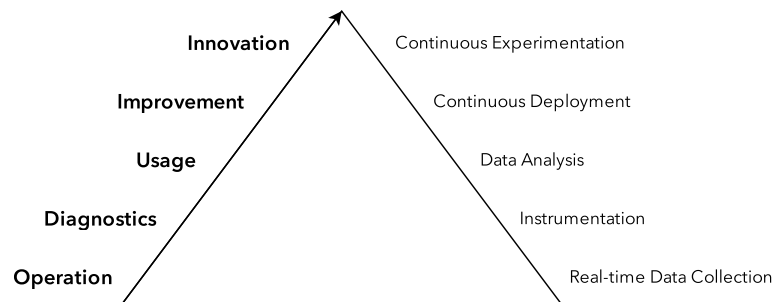 Innovation
Continuous Experimentation
Improvement
Continuous Deployment
Usage
Data Analysis
Diagnostics
Instrumentation
Operation
Real-time Data Collection